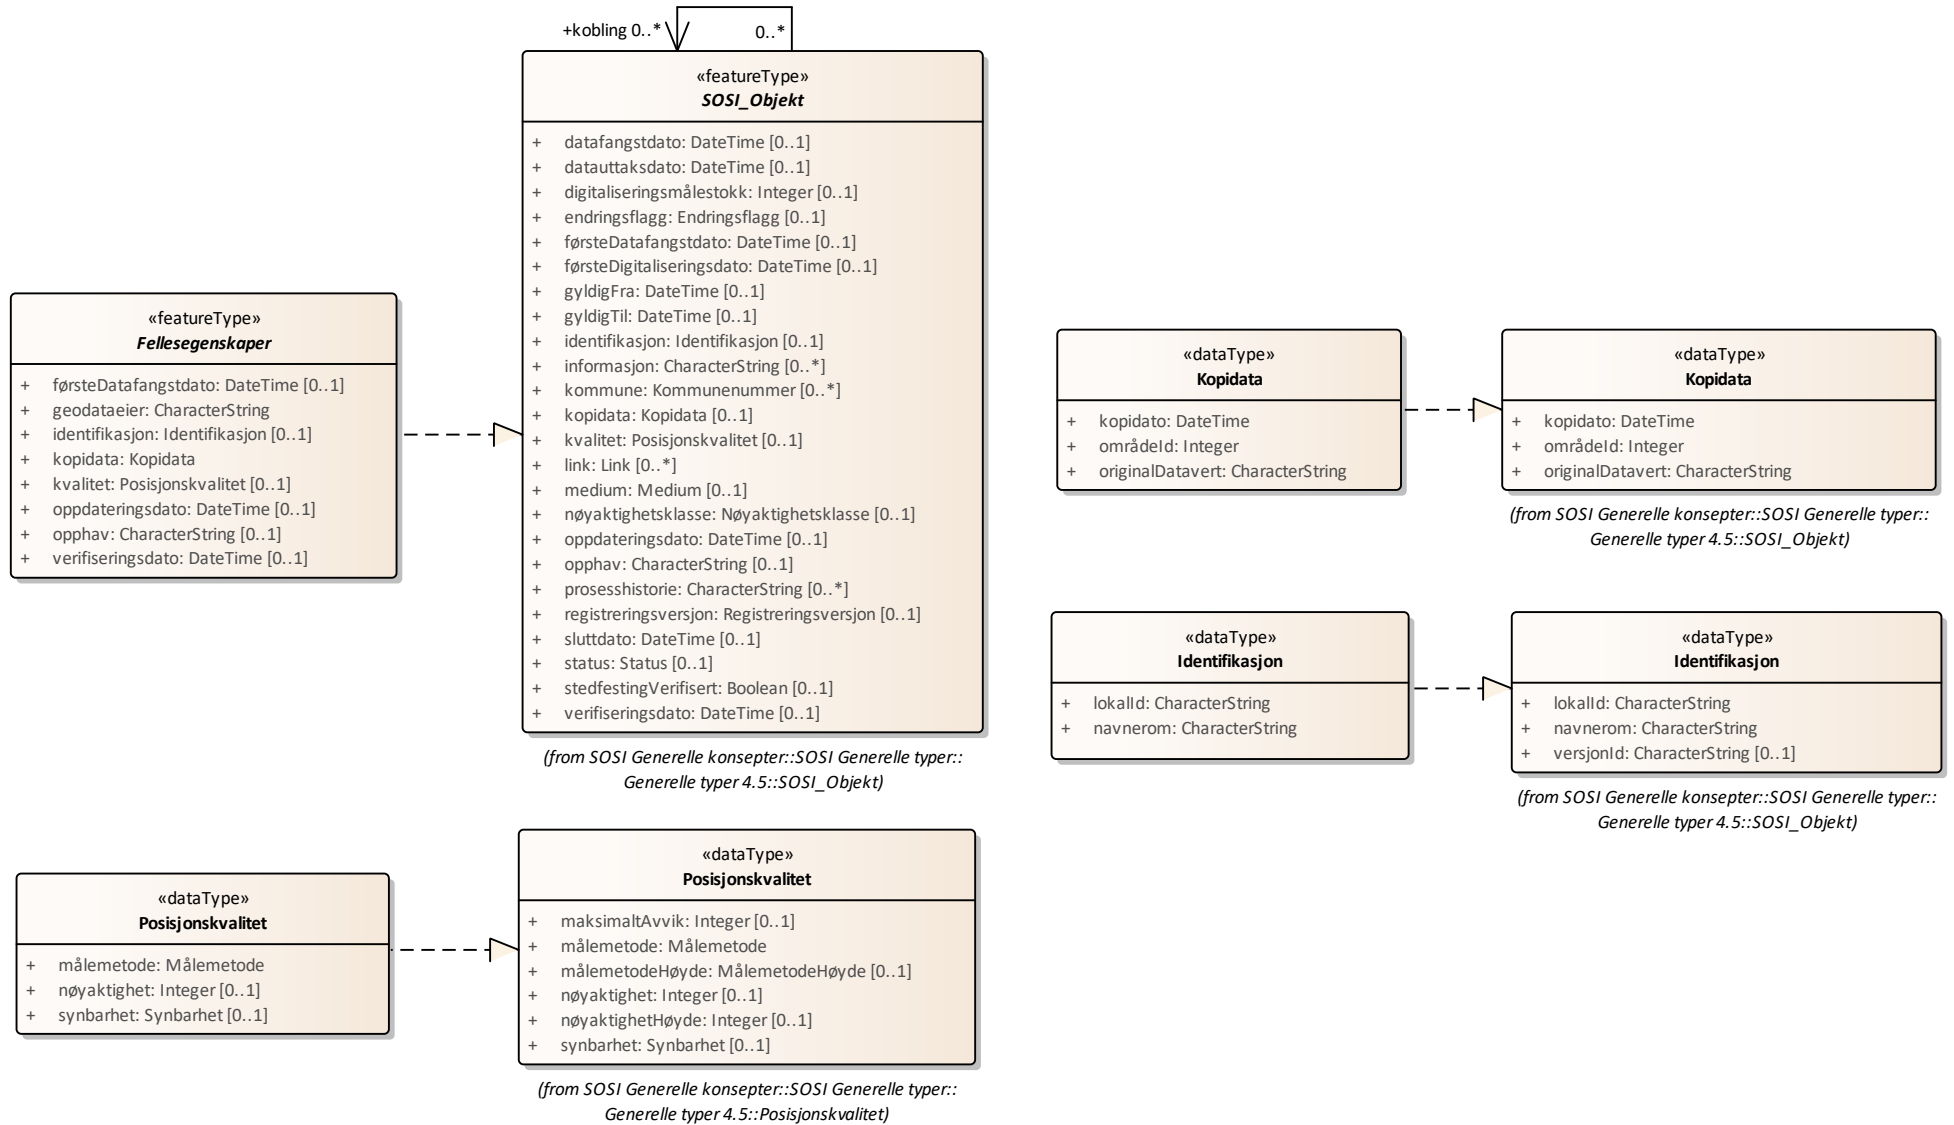 +kobling 0..*
0..*
«featureType»
SOSI_Objekt
+ datafangstdato: DateTime [0..1]
+ datauttaksdato: DateTime [0..1]
+ digitaliseringsmålestokk: Integer [0..1]
+ endringsflagg: Endringsflagg [0..1]
+ førsteDatafangstdato: DateTime [0..1]
+ førsteDigitaliseringsdato: DateTime [0..1]
+ gyldigFra: DateTime [0..1]
+ gyldigTil: DateTime [0..1]
+ identifikasjon: Identifikasjon [0..1]
+ informasjon: CharacterString [0..*]
+ kommune: Kommunenummer [0..*]
+ kopidata: Kopidata [0..1]
+ kvalitet: Posisjonskvalitet [0..1]
+ link: Link [0..*]
+ medium: Medium [0..1]
+ nøyaktighetsklasse: Nøyaktighetsklasse [0..1]
+ oppdateringsdato: DateTime [0..1]
+ opphav: CharacterString [0..1]
+ prosesshistorie: CharacterString [0..*]
+ registreringsversjon: Registreringsversjon [0..1]
+ sluttdato: DateTime [0..1]
+ status: Status [0..1]
+ stedfestingVerifisert: Boolean [0..1]
+ verifiseringsdato: DateTime [0..1]
(from SOSI Generelle konsepter::SOSI Generelle typer::
Generelle typer 4.5::SOSI_Objekt)
«featureType»
Fellesegenskaper
+ førsteDatafangstdato: DateTime [0..1]
+ geodataeier: CharacterString
+ identifikasjon: Identifikasjon [0..1]
+ kopidata: Kopidata
+ kvalitet: Posisjonskvalitet [0..1]
+ oppdateringsdato: DateTime [0..1]
+ opphav: CharacterString [0..1]
+ verifiseringsdato: DateTime [0..1]
«dataType»
Kopidata
+ kopidato: DateTime
+ områdeId: Integer
+ originalDatavert: CharacterString
«dataType»
Kopidata
+ kopidato: DateTime
+ områdeId: Integer
+ originalDatavert: CharacterString
(from SOSI Generelle konsepter::SOSI Generelle typer::
Generelle typer 4.5::SOSI_Objekt)
«dataType»
Identifikasjon
+ lokalId: CharacterString
+ navnerom: CharacterString
«dataType»
Identifikasjon
+ lokalId: CharacterString
+ navnerom: CharacterString
+ versjonId: CharacterString [0..1]
(from SOSI Generelle konsepter::SOSI Generelle typer::
Generelle typer 4.5::SOSI_Objekt)
«dataType»
Posisjonskvalitet
+ målemetode: Målemetode
+ nøyaktighet: Integer [0..1]
+ synbarhet: Synbarhet [0..1]
«dataType»
Posisjonskvalitet
+ maksimaltAvvik: Integer [0..1]
+ målemetode: Målemetode
+ målemetodeHøyde: MålemetodeHøyde [0..1]
+ nøyaktighet: Integer [0..1]
+ nøyaktighetHøyde: Integer [0..1]
+ synbarhet: Synbarhet [0..1]
(from SOSI Generelle konsepter::SOSI Generelle typer::
Generelle typer 4.5::Posisjonskvalitet)